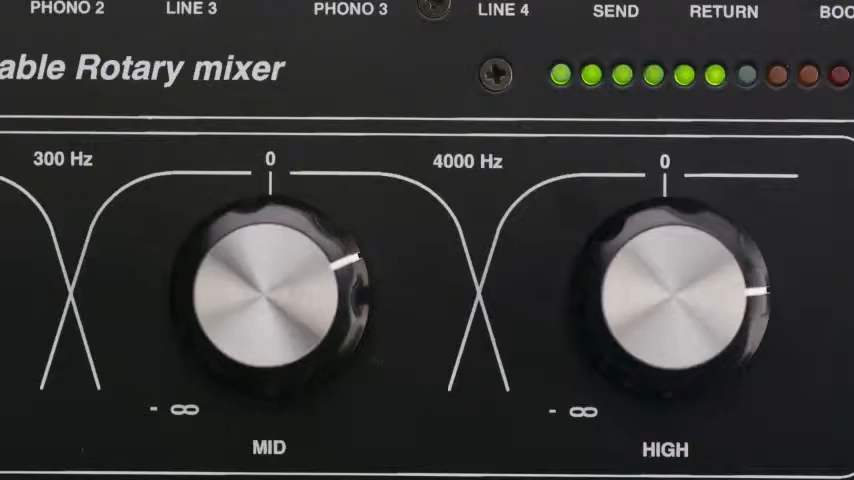 PHONO 2 LINE 3 PHONO 3 LINE 4 SEND RETURN BOO
able Rotary mixer
300 Hz 0 4000 Hz 0
- ∞ - ∞
MID HIGH